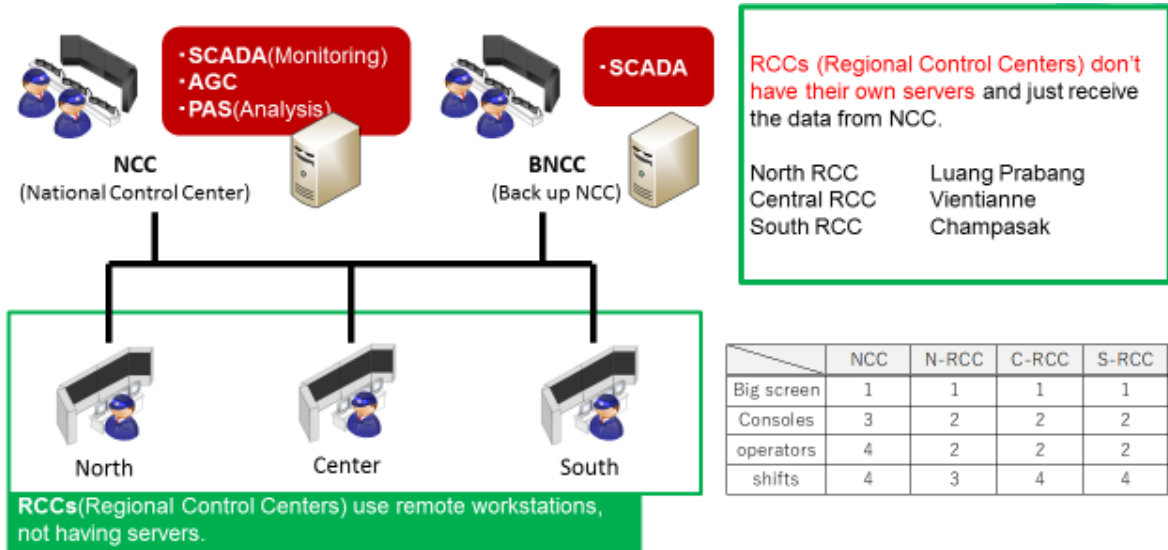 ・SCADA(Monitoring)
・AGC
・PAS(Analysis)
NCC
(National Control Center)
・SCADA
BNCC
(Back up NCC)
RCCs (Regional Control Centers) don't
have their own servers and just receive
the data from NCC.
North RCC Luang Prabang
Central RCC Vientianne
South RCC Champasak
North
Center
South
RCCs(Regional Control Centers) use remote workstations,
not having servers.
NCC N-RCC C-RCC S-RCC
Big screen 1 1 1 1
Consoles 3 2 2 2
operators 4 2 2 2
shifts 4 3 4 4